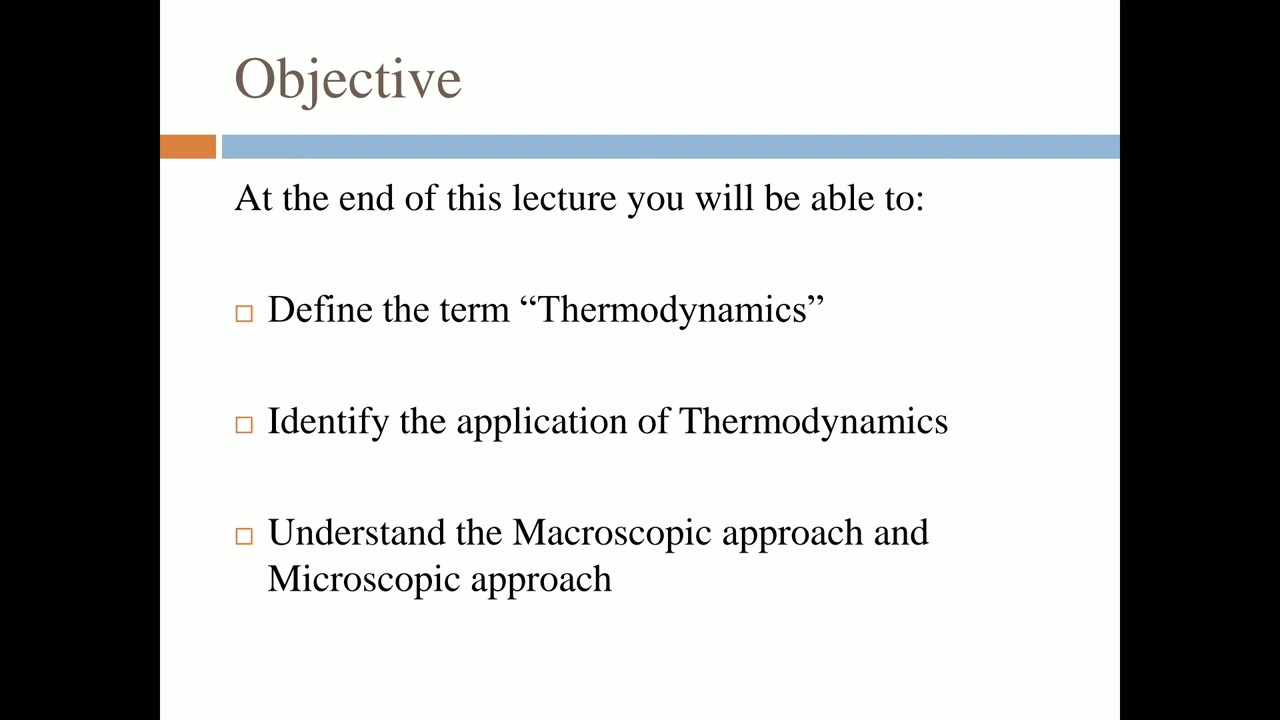 Objective
At the end of this lecture you will be able to:
Define the term “Thermodynamics”
Identify the application of Thermodynamics
Understand the Macroscopic approach and
Microscopic approach